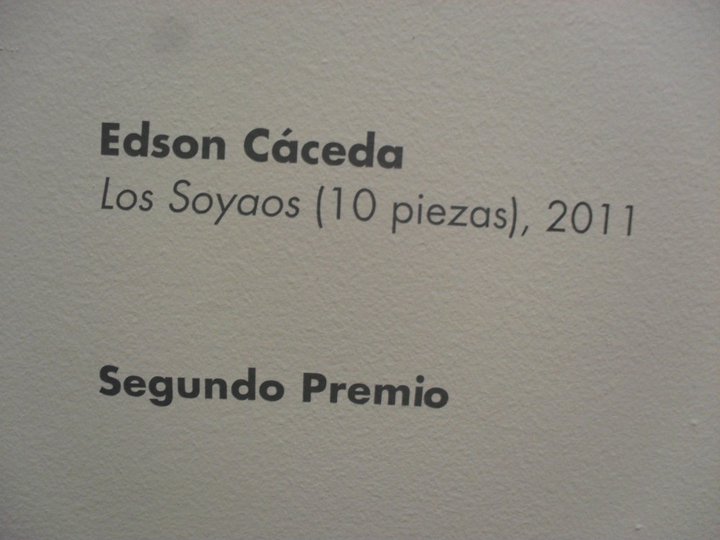 Edson Cáceda
Los Soyaos (10 piezas), 2011
Segundo Premio